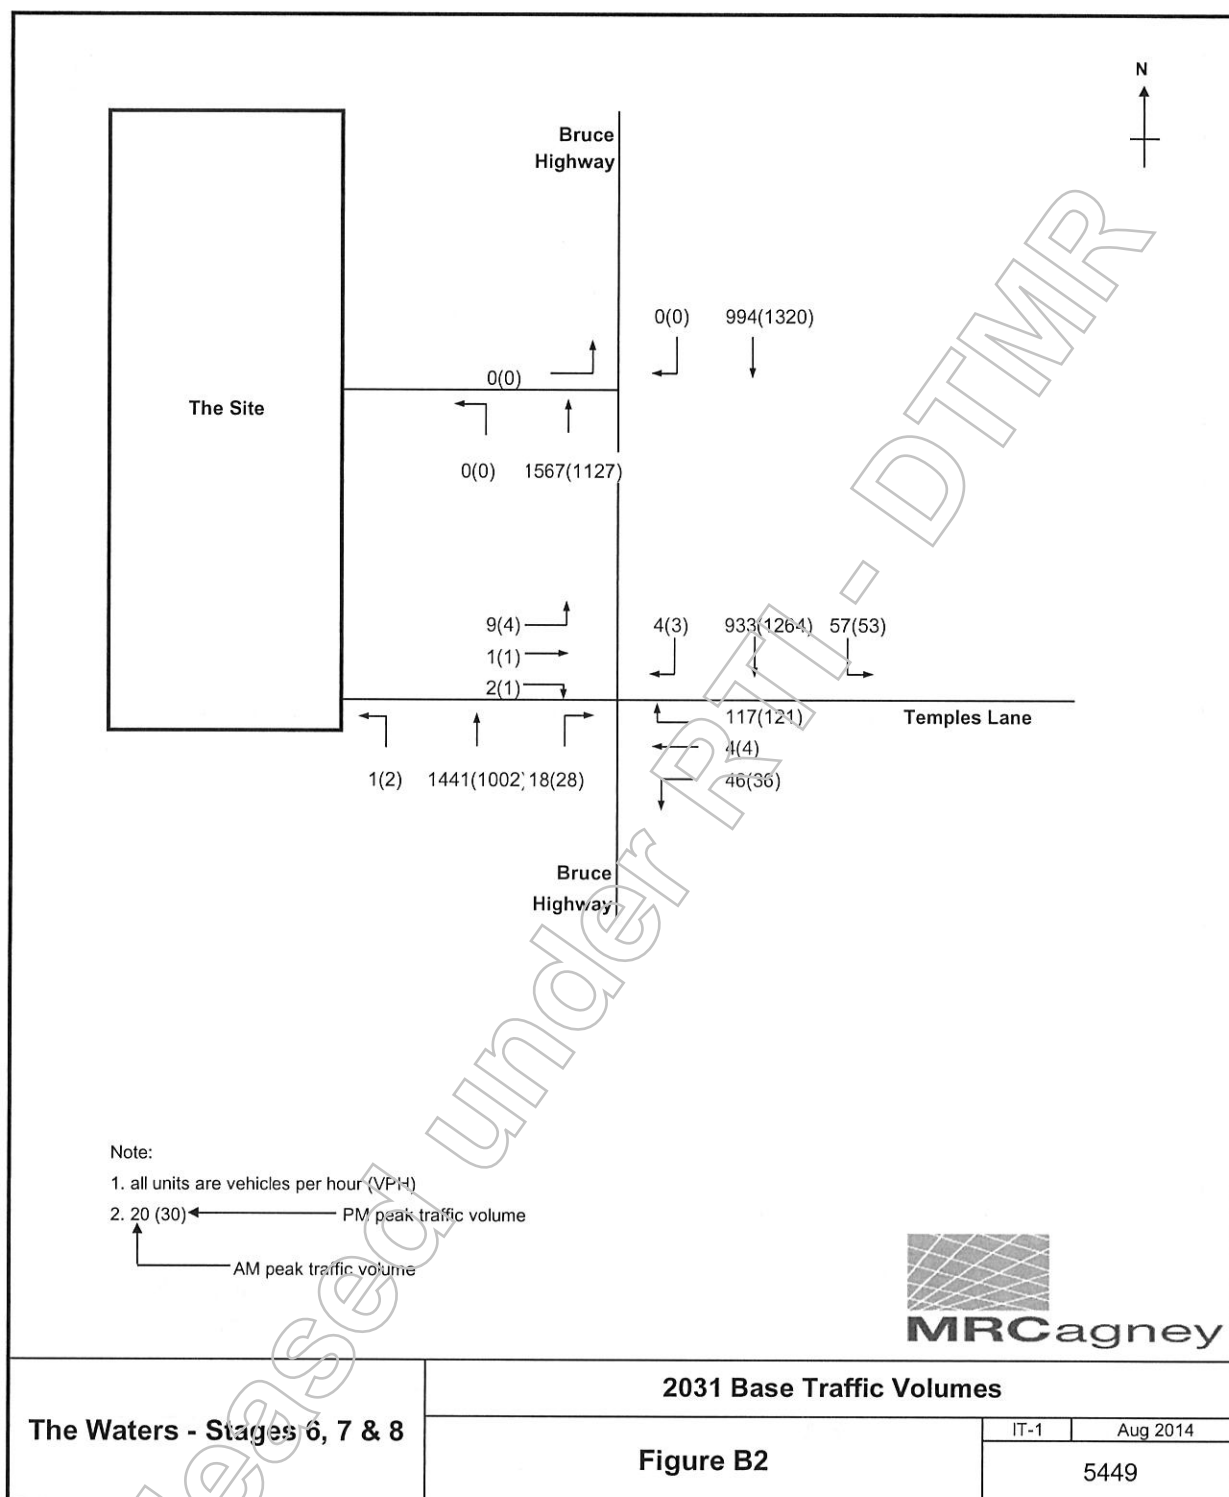 N
Bruce
Highway
0(0) 994(1320)
0(0)
The Site
0(0) 1567(1127)
9(4)
4(3) 933(1264) 57(53)
1(1)
2(1)
117(121)
Temples Lane
4(4)
1(2) 1441(1002) 18(28)
46(36)
Bruce
Highway
Note:
1. all units are vehicles per hour (VPH)
2. 20 (30) PM peak traffic volume
AM peak traffic volume
MRCagney
2031 Base Traffic Volumes
The Waters - Stages 6, 7 & 8
Figure B2
IT-1 Aug 2014
5449
eased under RTI - DTMR